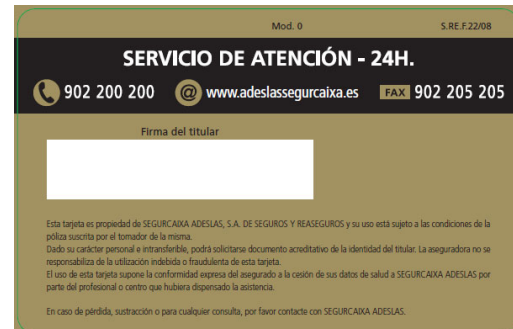 Mod. 0 S.RE.F.22/08
SERVICIO DE ATENCIÓN - 24H.
902 200 200 @ www.adeslassegurcaixa.es FAX 902 205 205
Firma del titular
Esta tarjeta es propiedad de SEGURCAIXA ADESLAS, S.A. DE SEGUROS Y REASEGUROS y su uso está sujeto a las condiciones de la
póliza suscrita por el tomador de la misma.
Dado su carácter personal e intransferible, podrá solicitarse documento acreditativo de la identidad del titular. La aseguradora no se
responsabiliza de la utilización indebida o fraudulenta de esta tarjeta.
El uso de esta tarjeta supone la conformidad expresa del asegurado a la cesión de sus datos de salud a SEGURCAIXA ADESLAS por
parte del profesional o centro que hubiera dispensado la asistencia.
En caso de pérdida, sustracción o para cualquier consulta, por favor contacte con SEGURCAIXA ADESLAS.